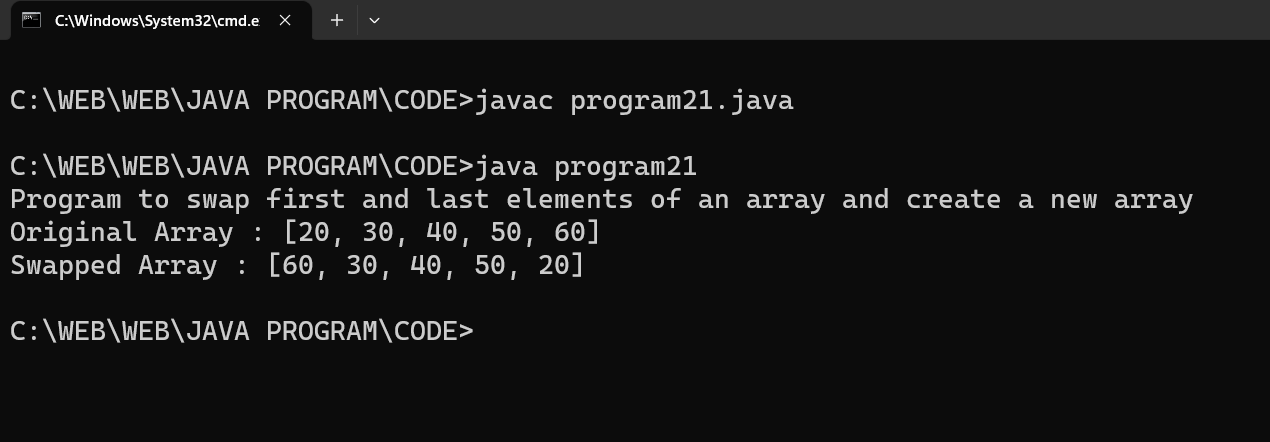 C:\Windows\System32\cmd.e
C:\WEB\WEB\JAVA PROGRAM\CODE>javac program21.java
C:\WEB\WEB\JAVA PROGRAM\CODE>java program21
Program to swap first and last elements of an array and create a new array
Original Array : [20, 30, 40, 50, 60]
Swapped Array : [60, 30, 40, 50, 20]
C:\WEB\WEB\JAVA PROGRAM\CODE>